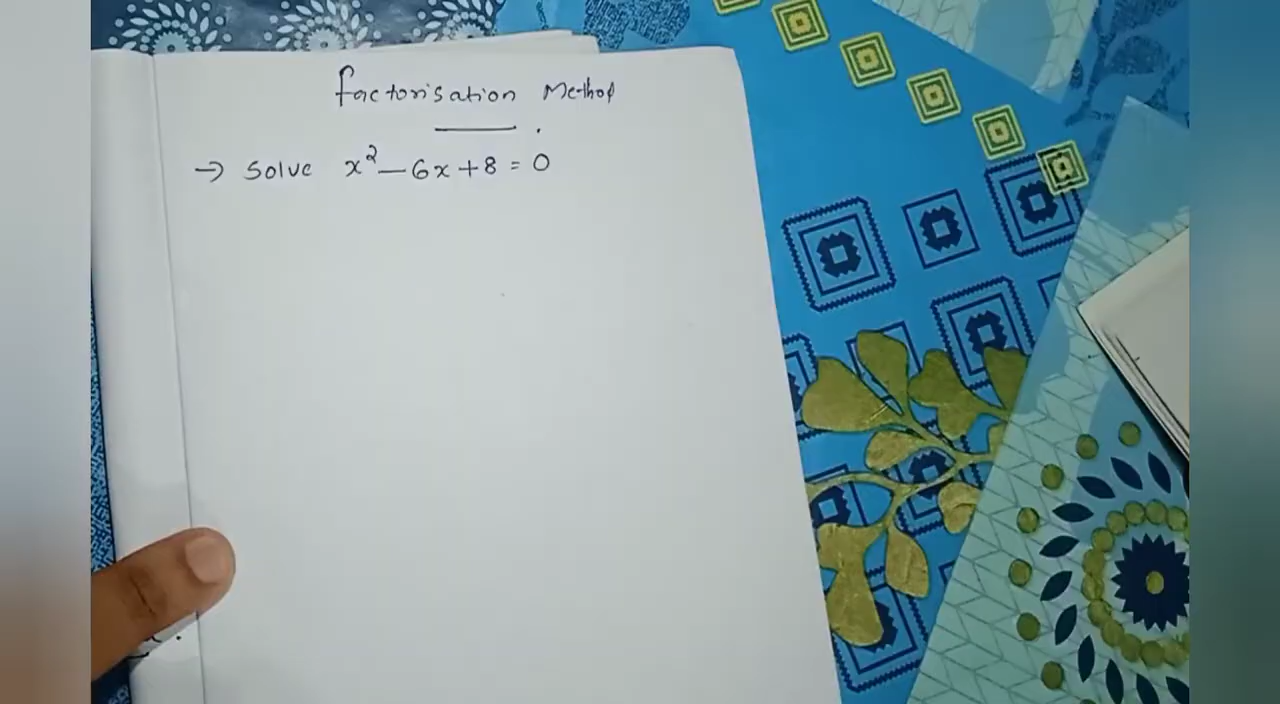 factorisation Method
→ Solve x² - 6x + 8 = 0